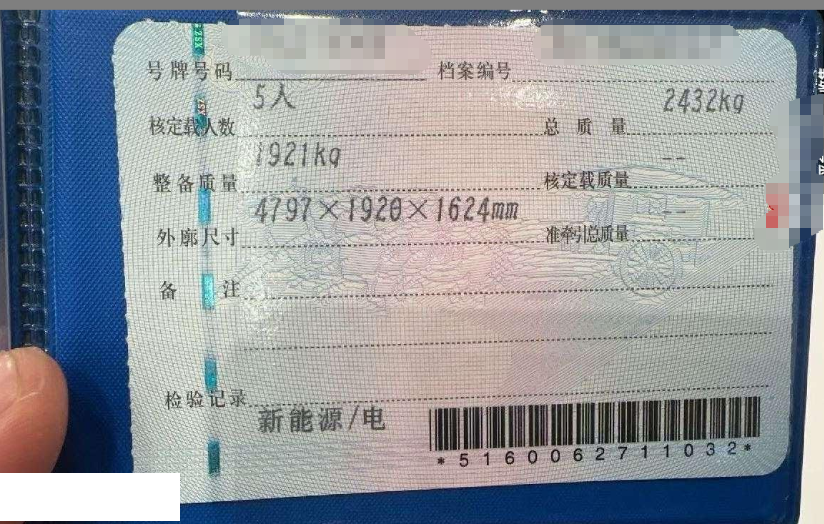 号牌号码 档案编号
5人 2432kg
核定载人数 总质量
1921kg --
整备质量 核定载质量
4797×1920×1624mm --
外廓尺寸 准牵引总质量
备注
检验记录
新能源/电
*5160062711032*